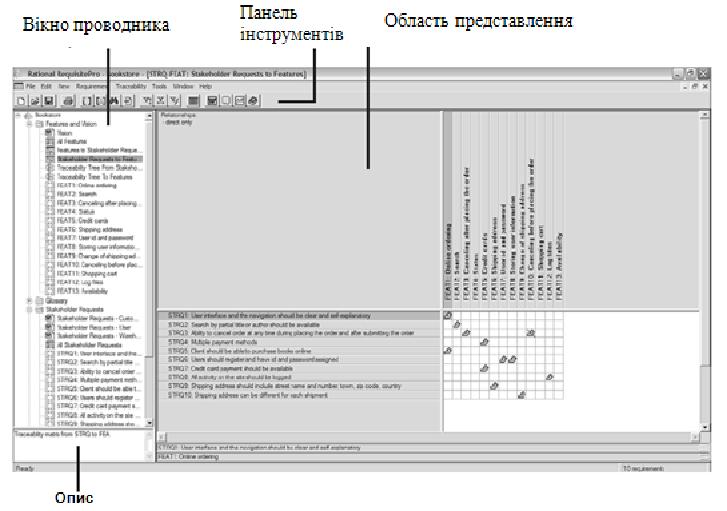 Вікно проводника
Панель
інструментів
Область представлення
Rational RequisitePro - Bookstore - [STRQ-FEAT: Stakeholder Requests to Features]
File Edit View Requirement Traceability Tools Window Help
Bookstore
Features and Vision
Vision
All Features
Features to Stakeholder Reque...
Stakeholder Requests to Featu...
Traceability Tree From Stakeho...
Traceability Tree To Features
FEAT1: Online ordering
FEAT2: Search
FEAT3: Canceling after placing...
FEAT4: Status
FEAT5: Credit cards
FEAT6: Shipping address
FEAT7: User id and password
FEAT8: Storing user information...
FEAT9: Change of shipping ad...
FEAT10: Canceling before plac...
FEAT11: Shopping cart
FEAT12: Log files
FEAT13: Availability
Glossary
Stakeholder Requests
Stakeholder Requests - Custo...
Stakeholder Requests - User
Stakeholder Requests - Wareh...
All Stakeholder Requests
STRQ1: User interface and the...
STRQ2: Search by partial title ...
STRQ3: Ability to cancel order ...
STRQ4: Multiple payment meth...
STRQ5: Client should be able t...
STRQ6: Users should register ...
STRQ7: Credit card payment s...
STRQ8: All activity on the site ...
STRQ9: Shipping address shou...
Relationships:
- direct only
FEAT1: Online ordering
FEAT2: Search
FEAT3: Canceling after placing the order
FEAT4: Status
FEAT5: Credit cards
FEAT6: Shipping address
FEAT7: User id and password
FEAT8: Storing user information
FEAT9: Change of shipping address
FEAT10: Canceling before placing the order
FEAT11: Shopping cart
FEAT12: Log files
FEAT13: Availability
STRQ1: User interface and the navigation should be clear and self-explanatory
STRQ2: Search by partial title or author should be available
STRQ3: Ability to cancel order at any time during placing the order and after submitting the order
STRQ4: Multiple payment methods
STRQ5: Client should be able to purchase books online
STRQ6: Users should register and have id and password assigned
STRQ7: Credit card payment should be available
STRQ8: All activity on the site should be logged
STRQ9: Shipping address should include street name and number, town, zip code, country
STRQ10: Shipping address can be different for each shipment
Traceability matrix from STRQ to FEA
STRQ1: User interface and the navigation should be clear and self-explanatory
FEAT1: Online ordering
Ready
10 requirements
Опис